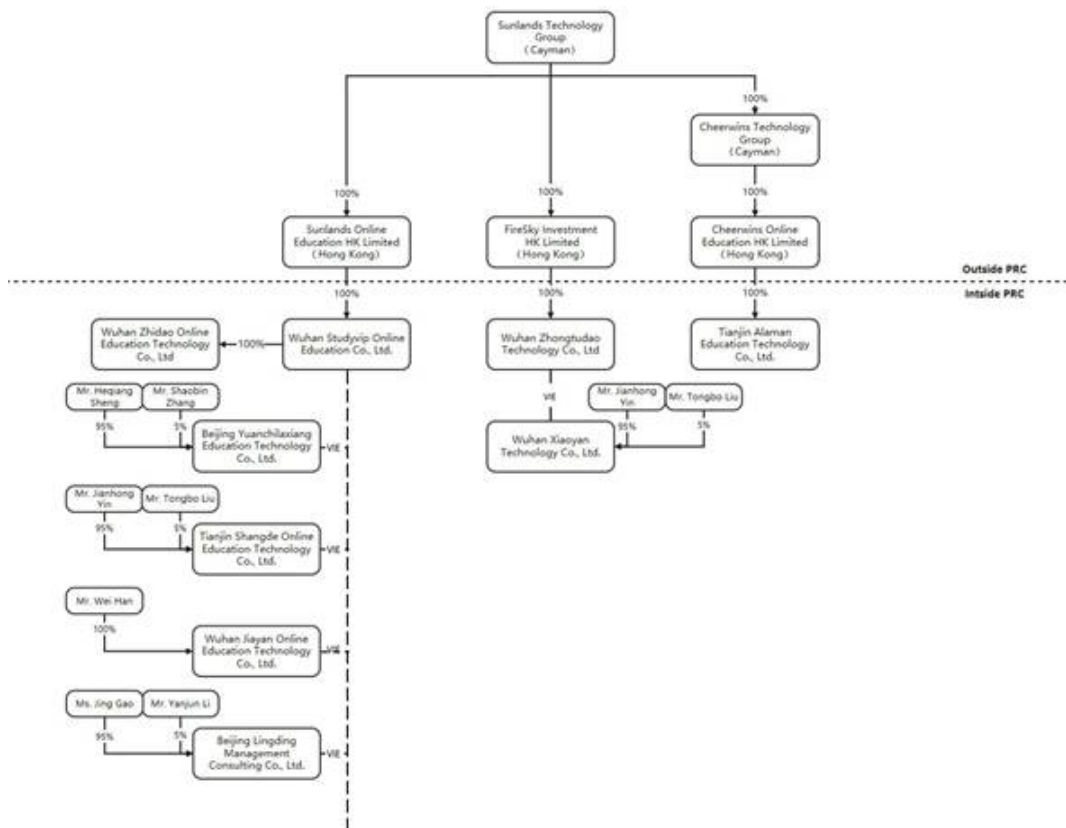 Sunlands Technology
Group
(Cayman)
100%
Cheerwins Technology
Group
(Cayman)
100%
100%
100%
Sunlands Online
Education HK Limited
(Hong Kong)
FireSky Investment
HK Limited
(Hong Kong)
Cheerwins Online
Education HK Limited
(Hong Kong)
Outside PRC
Intside PRC
100%
100%
100%
Wuhan Zhidao Online
Education Technology
Co., Ltd
100%
Wuhan Studyvip Online
Education Co., Ltd.
Wuhan Zhongtudao
Technology Co., Ltd
Tianjin Alaman
Education Technology
Co., Ltd.
Mr. Heqiang
Sheng
Mr. Shaobin
Zhang
95%
5%
Beijing Yuanchilaxiang
Education Technology
Co., Ltd.
VIE
VIE
Mr. Jianhong
Yin
Mr. Tongbo Liu
95%
5%
Wuhan Xiaoyan
Technology Co., Ltd.
Mr. Jianhong
Yin
Mr. Tongbo Liu
95%
5%
Tianjin Shangde Online
Education Technology
Co., Ltd.
VIE
Mr. Wei Han
100%
Wuhan Jiayan Online
Education Technology
Co., Ltd.
VIE
Ms. Jing Gao
Mr. Yanjun Li
95%
5%
Beijing Lingding
Management
Consulting Co., Ltd.
VIE